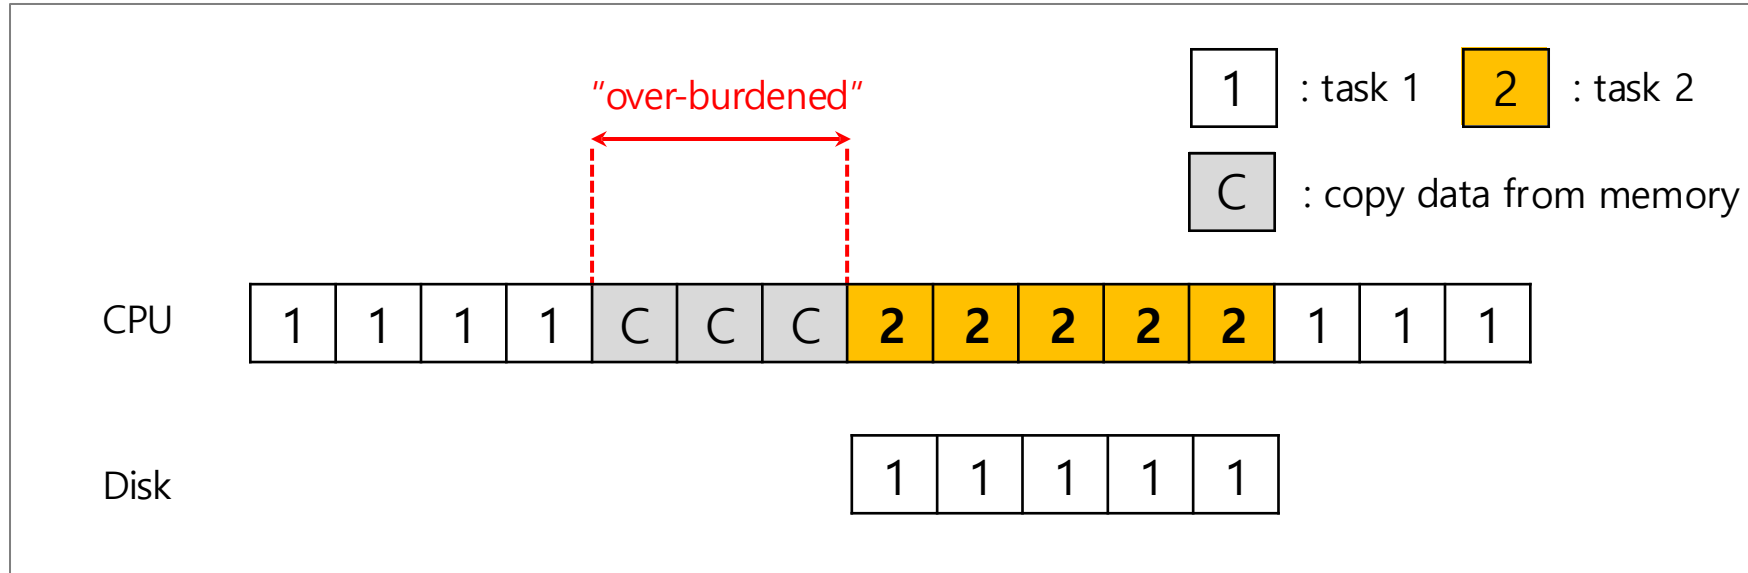 "over-burdened"
1 : task 1 2 : task 2
C : copy data from memory
CPU 1 1 1 1 C C C 2 2 2 2 2 1 1 1
Disk 1 1 1 1 1